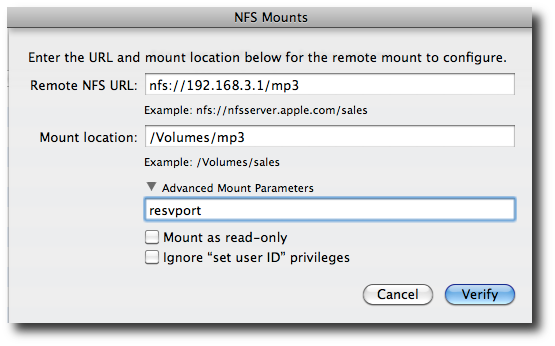 NFS Mounts
Enter the URL and mount location below for the remote mount to configure.
Remote NFS URL: nfs://192.168.3.1/mp3
Example: nfs://nfsserver.apple.com/sales
Mount location: /Volumes/mp3
Example: /Volumes/sales
Advanced Mount Parameters
resvport
Mount as read-only
Ignore “set user ID” privileges
Cancel Verify